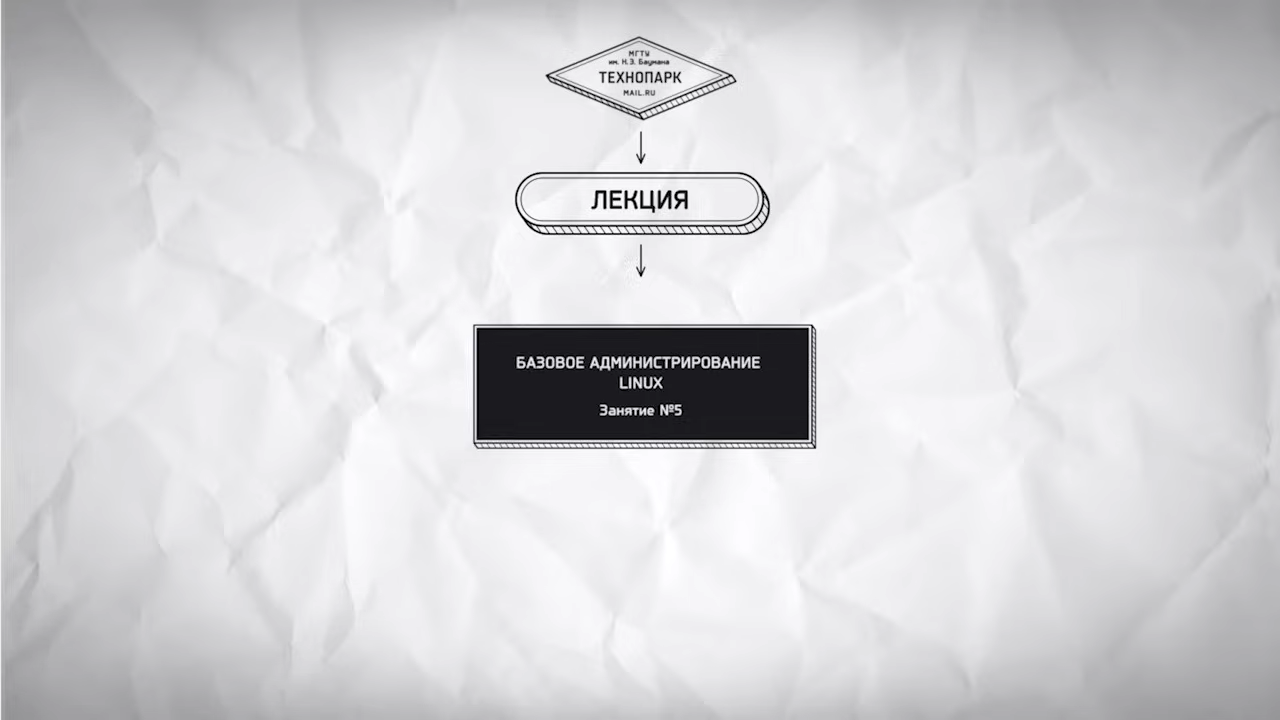 МГТУ
им. Н.Э. Баумана
ТЕХНОПАРК
MAIL.RU
ЛЕКЦИЯ
БАЗОВОЕ АДМИНИСТРИРОВАНИЕ
LINUX
Занятие №5